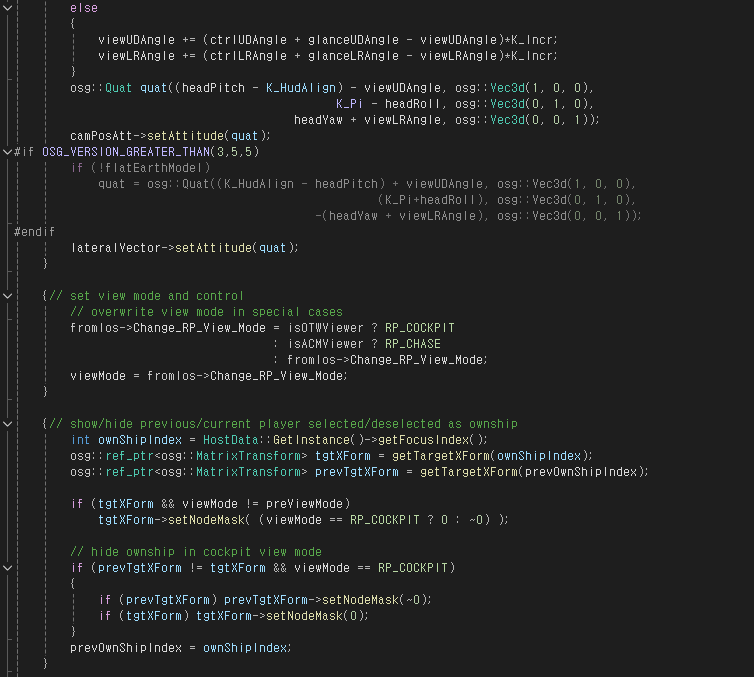 else
{
viewUDAngle += (ctrlUDAngle + glanceUDAngle - viewUDAngle)*K_Incr;
viewLRAngle += (ctrlLRAngle + glanceLRAngle - viewLRAngle)*K_Incr;
}
osg::Quat quat((headPitch - K_HudAlign) - viewUDAngle, osg::Vec3d(1, 0, 0),
K_Pi - headRoll, osg::Vec3d(0, 1, 0),
headYaw + viewLRAngle, osg::Vec3d(0, 0, 1));
camPosAtt->setAttitude(quat);
#if OSG_VERSION_GREATER_THAN(3,5,5)
if (!flatEarthModel)
quat = osg::Quat((K_HudAlign - headPitch) + viewUDAngle, osg::Vec3d(1, 0, 0),
(K_Pi+headRoll), osg::Vec3d(0, 1, 0),
-(headYaw + viewLRAngle), osg::Vec3d(0, 0, 1));
#endif
lateralVector->setAttitude(quat);
}
{// set view mode and control
// overwrite view mode in special cases
fromIos->Change_RP_View_Mode = isOTWViewer ? RP_COCKPIT
: isACMViewer ? RP_CHASE
: fromIos->Change_RP_View_Mode;
viewMode = fromIos->Change_RP_View_Mode;
}
{// show/hide previous/current player selected/deselected as ownship
int ownShipIndex = HostData::GetInstance()->getFocusIndex();
osg::ref_ptr<osg::MatrixTransform> tgtXForm = getTargetXForm(ownShipIndex);
osg::ref_ptr<osg::MatrixTransform> prevTgtXForm = getTargetXForm(prevOwnShipIndex);
if (tgtXForm && viewMode != preViewMode)
tgtXForm->setNodeMask( (viewMode == RP_COCKPIT ? 0 : ~0) );
// hide ownship in cockpit view mode
if (prevTgtXForm != tgtXForm && viewMode == RP_COCKPIT)
{
if (prevTgtXForm) prevTgtXForm->setNodeMask(~0);
if (tgtXForm) tgtXForm->setNodeMask(0);
}
prevOwnShipIndex = ownShipIndex;
}